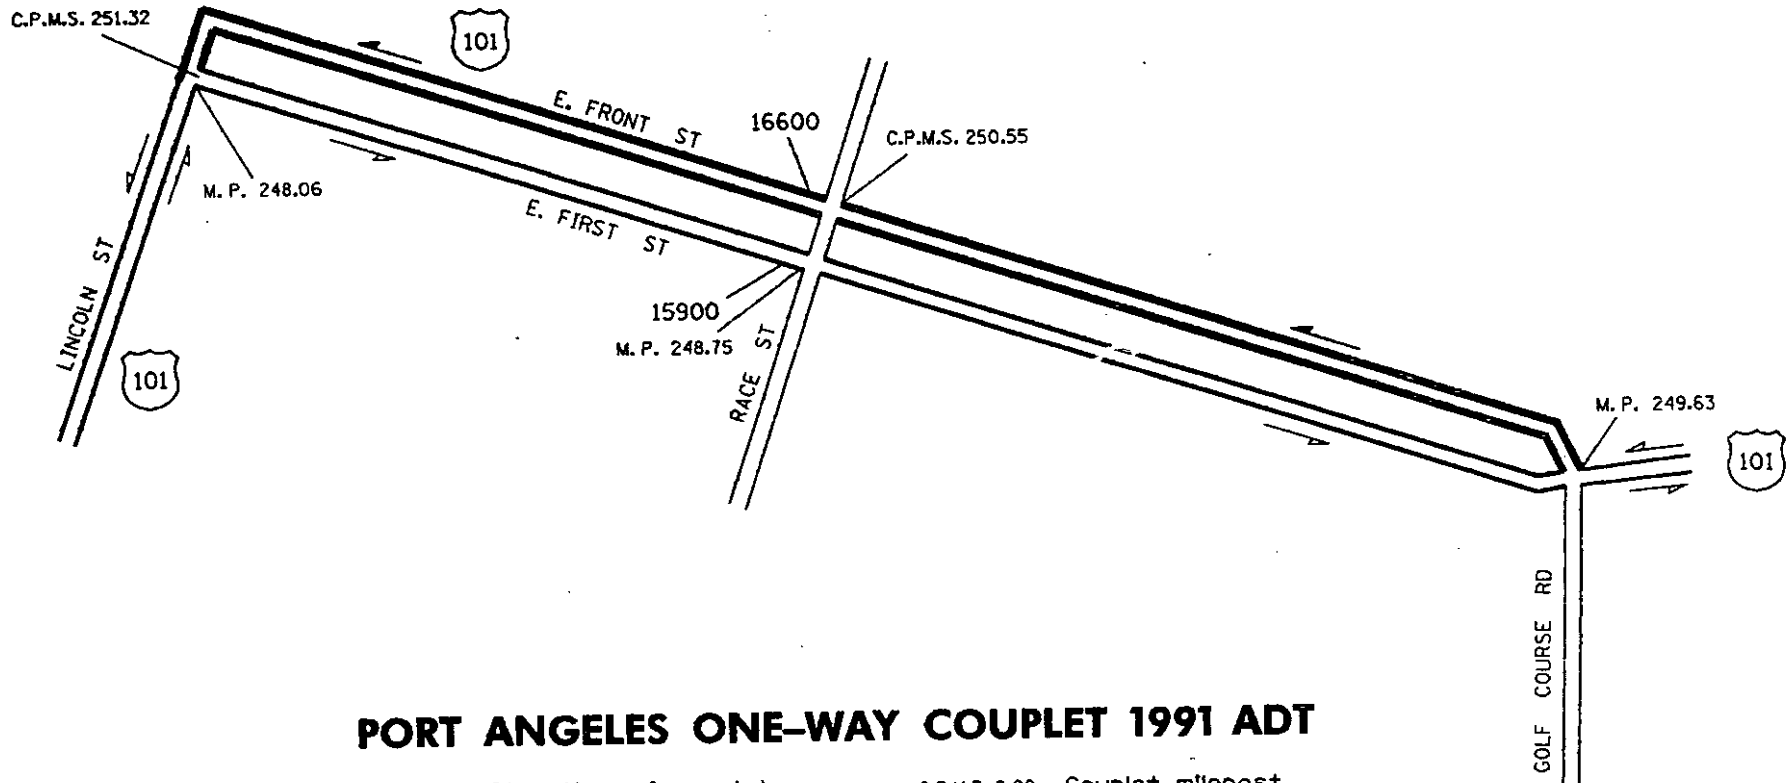 C.P.M.S. 251.32
101
E. FRONT ST
16600
C.P.M.S. 250.55
M. P. 248.06
E. FIRST ST
15900
M. P. 248.75
LINCOLN ST
101
RACE ST
M. P. 249.63
101
GOLF COURSE RD
PORT ANGELES ONE-WAY COUPLET 1991 ADT
Couplet milepost